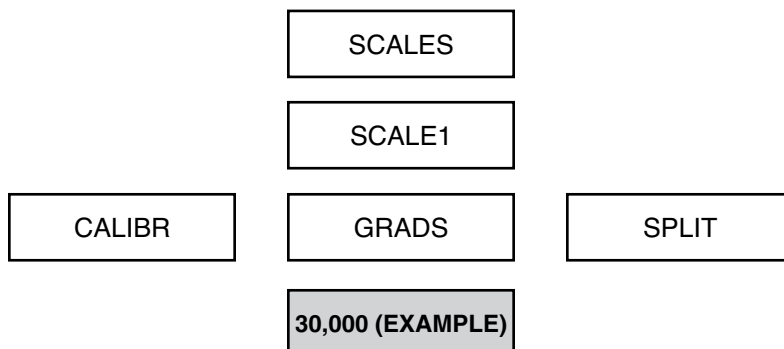 SCALES
SCALE1
CALIBR GRADS SPLIT
30,000 (EXAMPLE)